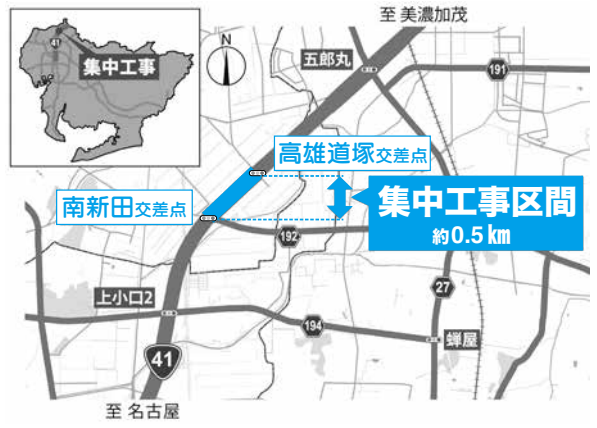 至 美濃加茂
41
集中工事
N
五郎丸
191
高雄道塚交差点
南新田交差点
集中工事区間
約0.5km
192
27
上小口2
194
蝉屋
41
至 名古屋